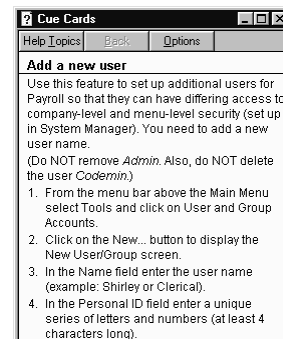 ? Cue Cards
Help Topics Back Options
Add a new user
Use this feature to set up additional users for
Payroll so that they can have differing access to
company-level and menu-level security (set up
in System Manager). You need to add a new
user name.
(Do NOT remove Admin. Also, do NOT delete
the user Codemin.)
1. From the menu bar above the Main Menu
select Tools and click on User and Group
Accounts.
2. Click on the New... button to display the
New User/Group screen.
3. In the Name field enter the user name
(example: Shirley or Clerical).
4. In the Personal ID field enter a unique
series of letters and numbers (at least 4
characters long).